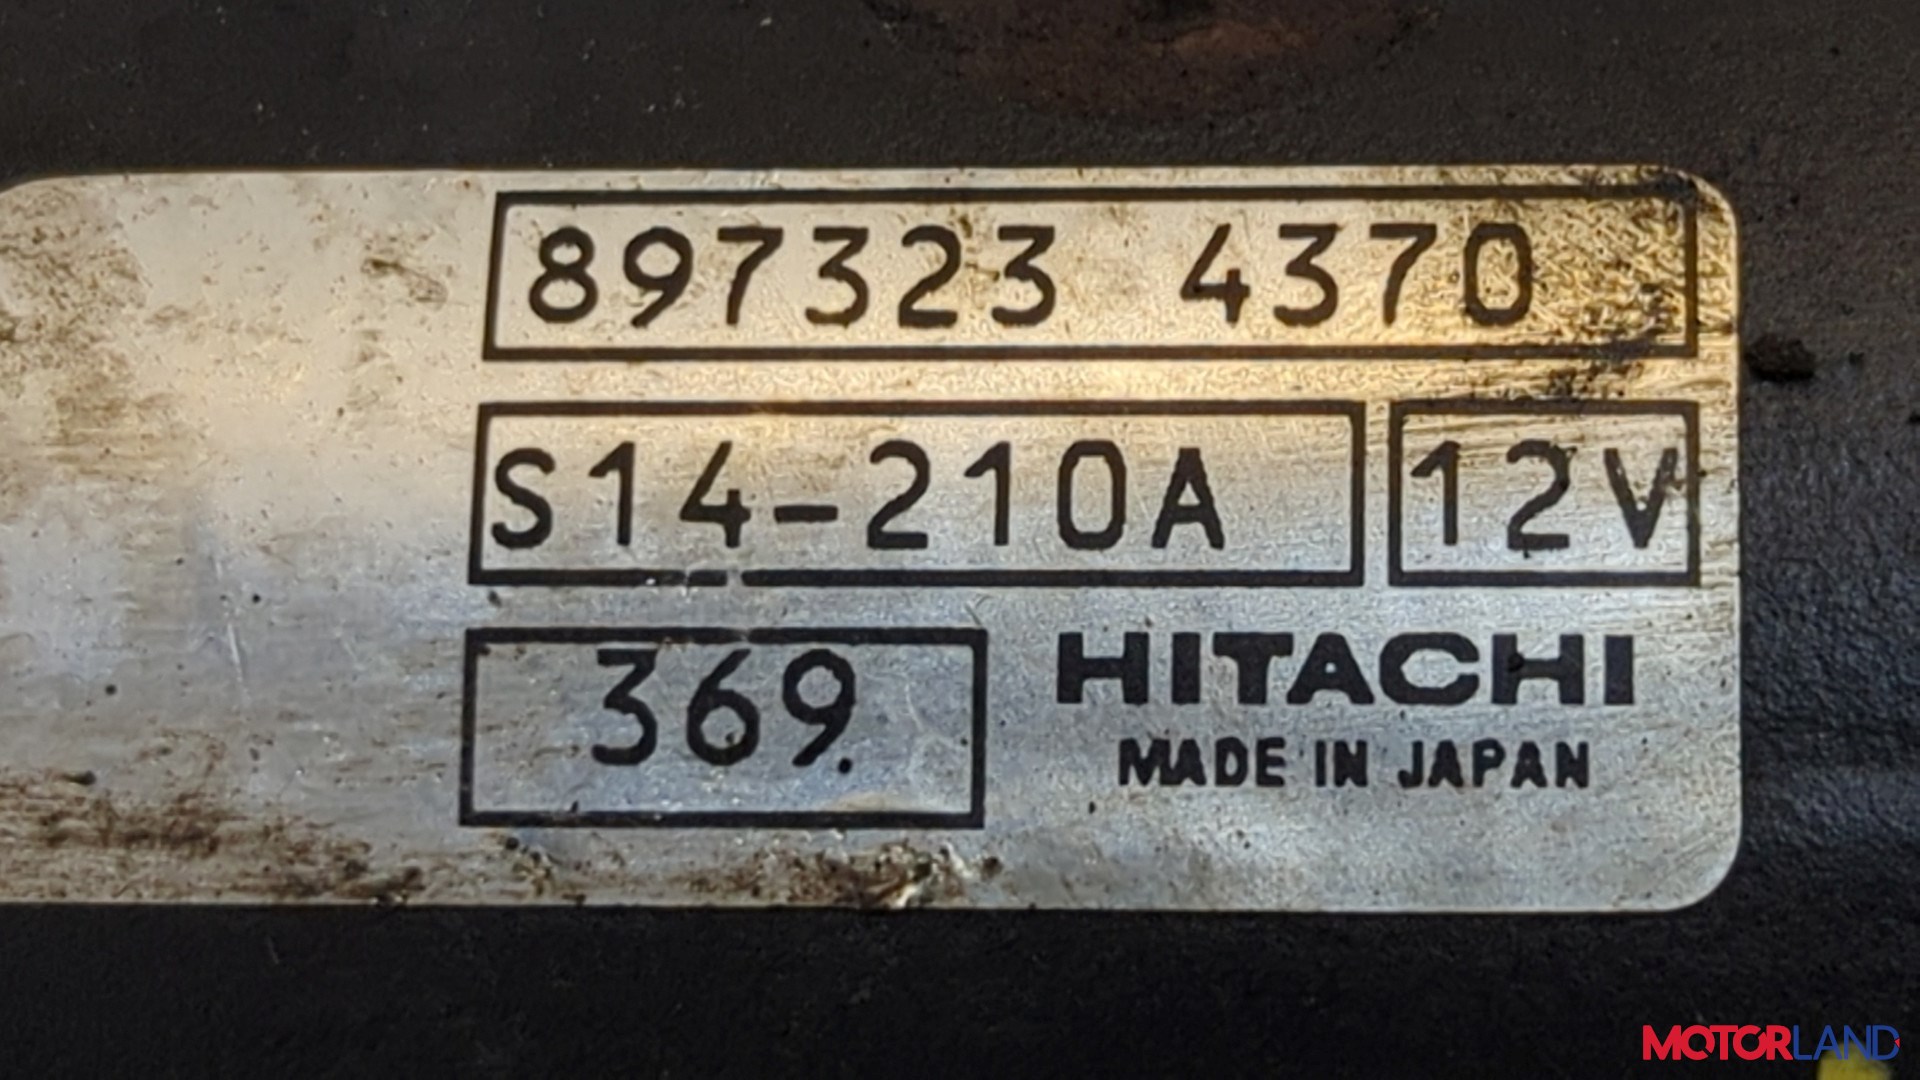 897323 4370
S14-210A 12V
369.
HITACHI
MADE IN JAPAN
MOTORLAND